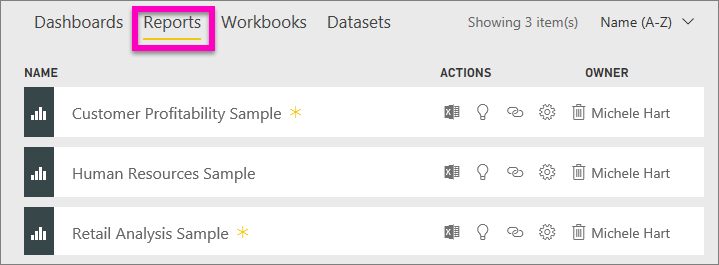 Dashboards Reports Workbooks Datasets Showing 3 item(s) Name (A-Z)
NAME ACTIONS OWNER
Customer Profitability Sample Michele Hart
Human Resources Sample Michele Hart
Retail Analysis Sample Michele Hart